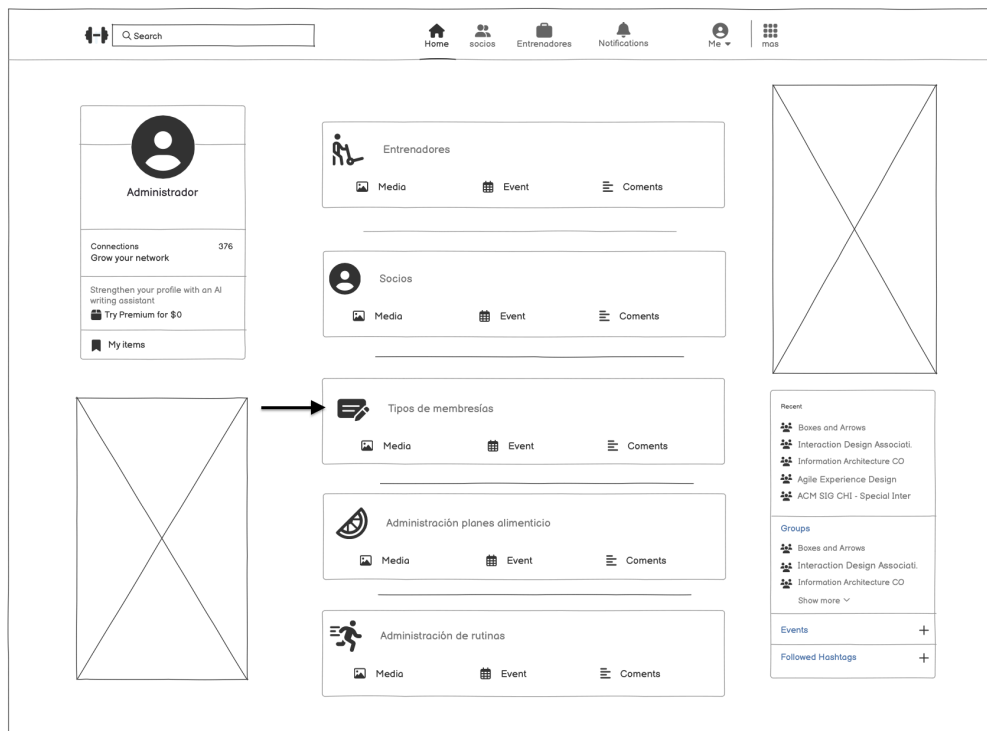 Search
Home
socios
Entrenadores
Notifications
Me
mas
Administrador
Connections 376
Grow your network
Strengthen your profile with an AI
writing assistant
Try Premium for $0
My items
Entrenadores
Media Event Coments
Socios
Media Event Coments
Tipos de membresías
Media Event Coments
Administraciòn planes alimenticio
Media Event Coments
Administraciòn de rutinas
Media Event Coments
Recent
Boxes and Arrows
Interaction Design Associati.
Information Architecture CO
Agile Experience Design
ACM SIG CHI - Special Inter
Groups
Boxes and Arrows
Interaction Design Associati.
Information Architecture CO
Show more
Events
Followed Hashtags